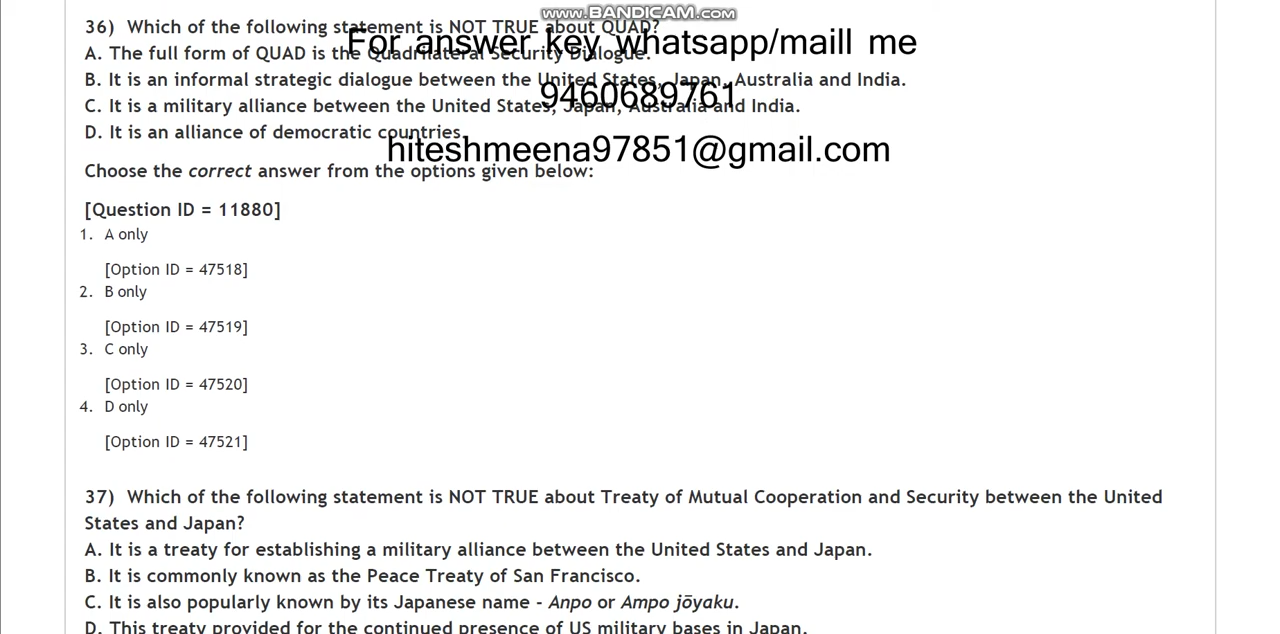 www.BANDICAM.com
36) Which of the following statement is NOT TRUE about QUAD?
For answer key whatsapp/maill me
A. The full form of QUAD is the Quadrilateral Security Dialogue.
B. It is an informal strategic dialogue between the United States, Japan, Australia and India.
9460689761
C. It is a military alliance between the United States, Japan, Australia and India.
D. It is an alliance of democratic countries.
hiteshmeena97851@gmail.com
Choose the correct answer from the options given below:
[Question ID = 11880]
1. A only
[Option ID = 47518]
2. B only
[Option ID = 47519]
3. C only
[Option ID = 47520]
4. D only
[Option ID = 47521]
37) Which of the following statement is NOT TRUE about Treaty of Mutual Cooperation and Security between the United
States and Japan?
A. It is a treaty for establishing a military alliance between the United States and Japan.
B. It is commonly known as the Peace Treaty of San Francisco.
C. It is also popularly known by its Japanese name - Anpo or Ampo jōyaku.
D. This treaty provided for the continued presence of US military bases in Japan.